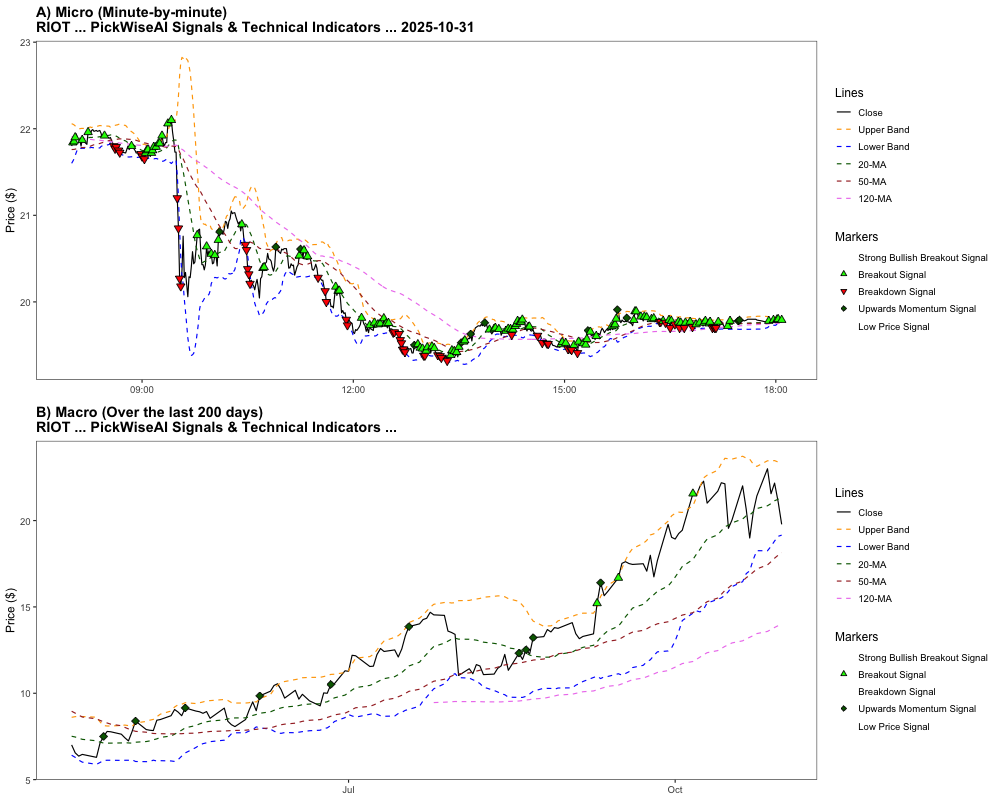 A) Micro (Minute-by-minute)
RIOT ... PickWiseAI Signals & Technical Indicators ... 2025-10-31
23
22
21
20
Price ($)
09:00
12:00
15:00
18:00
Lines
Close
Upper Band
Lower Band
20-MA
50-MA
120-MA
Markers
Strong Bullish Breakout Signal
Breakout Signal
Breakdown Signal
Upwards Momentum Signal
Low Price Signal
B) Macro (Over the last 200 days)
RIOT ... PickWiseAI Signals & Technical Indicators ...
20
15
10
5
Price ($)
Jul
Oct
Lines
Close
Upper Band
Lower Band
20-MA
50-MA
120-MA
Markers
Strong Bullish Breakout Signal
Breakout Signal
Breakdown Signal
Upwards Momentum Signal
Low Price Signal